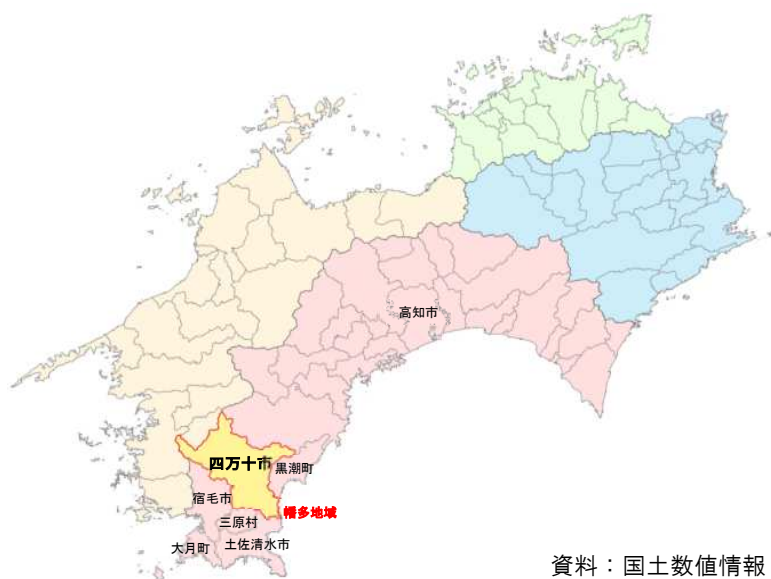 高知市
四万十市
黒潮町
宿毛市
幡多地域
三原村
大月町
土佐清水市
資料：国土数値情報